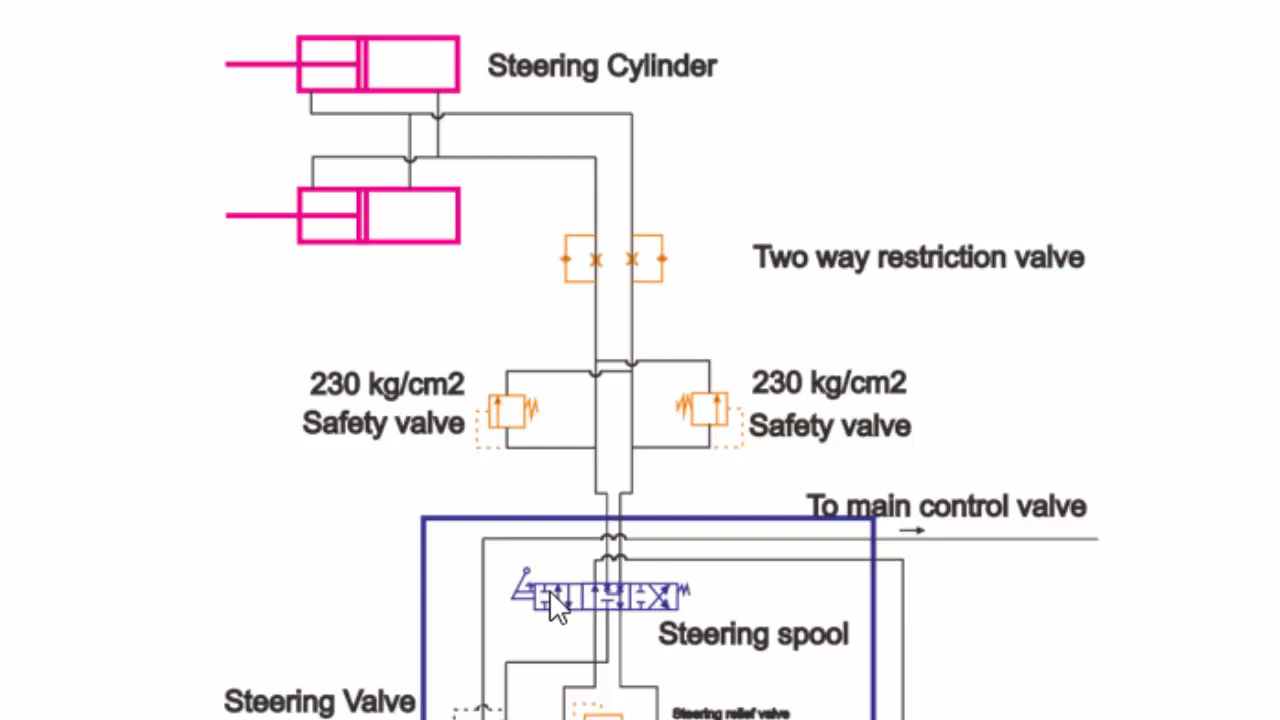 Steering Cylinder
Two way restriction valve
230 kg/cm2
Safety valve
230 kg/cm2
Safety valve
To main control valve
Steering spool
Steering Valve
Steering relief valve